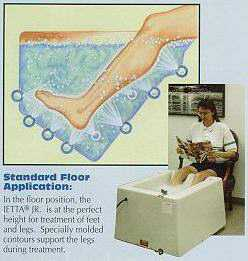 Standard Floor
Application:
In the floor position, the
JETTA® JR. is at the perfect
height for treatment of feet
and legs. Specially molded
contours support the legs
during treatment.